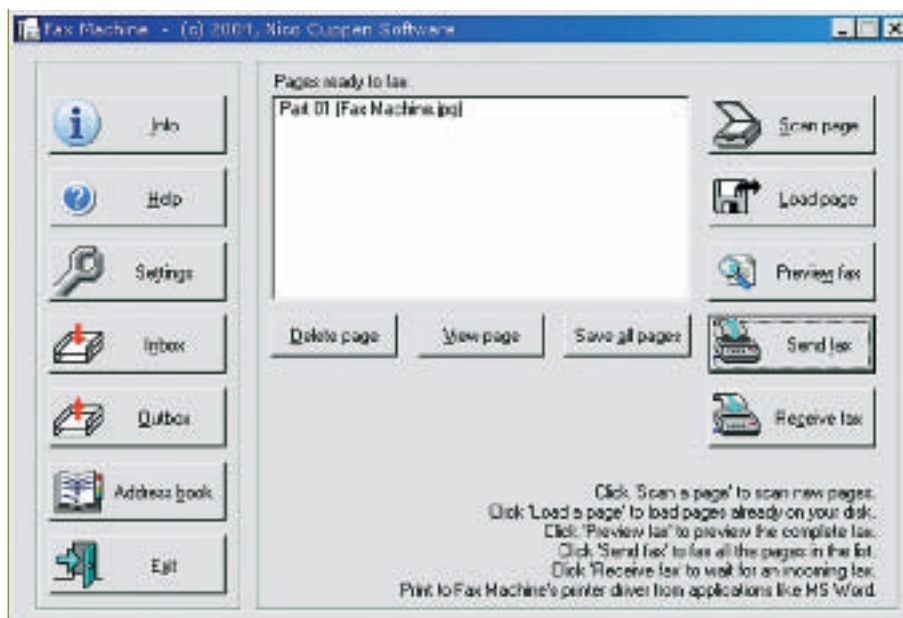 Fax Machine - (c) 2004, Nico Cuppen Software
Info
Help
Settings
Inbox
Outbox
Address book
Exit
Pages ready to fax
Part 01 (Fax Machine.jpg)
Delete page
View page
Save all pages
Scan page
Load page
Preview fax
Send fax
Receive fax
Click 'Scan a page' to scan new pages.
Click 'Load a page' to load pages already on your disk.
Click 'Preview fax' to preview the complete fax.
Click 'Send fax' to fax all the pages in the list.
Click 'Receive fax' to wait for an incoming fax.
Print to Fax Machine's printer driver from applications like MS Word.